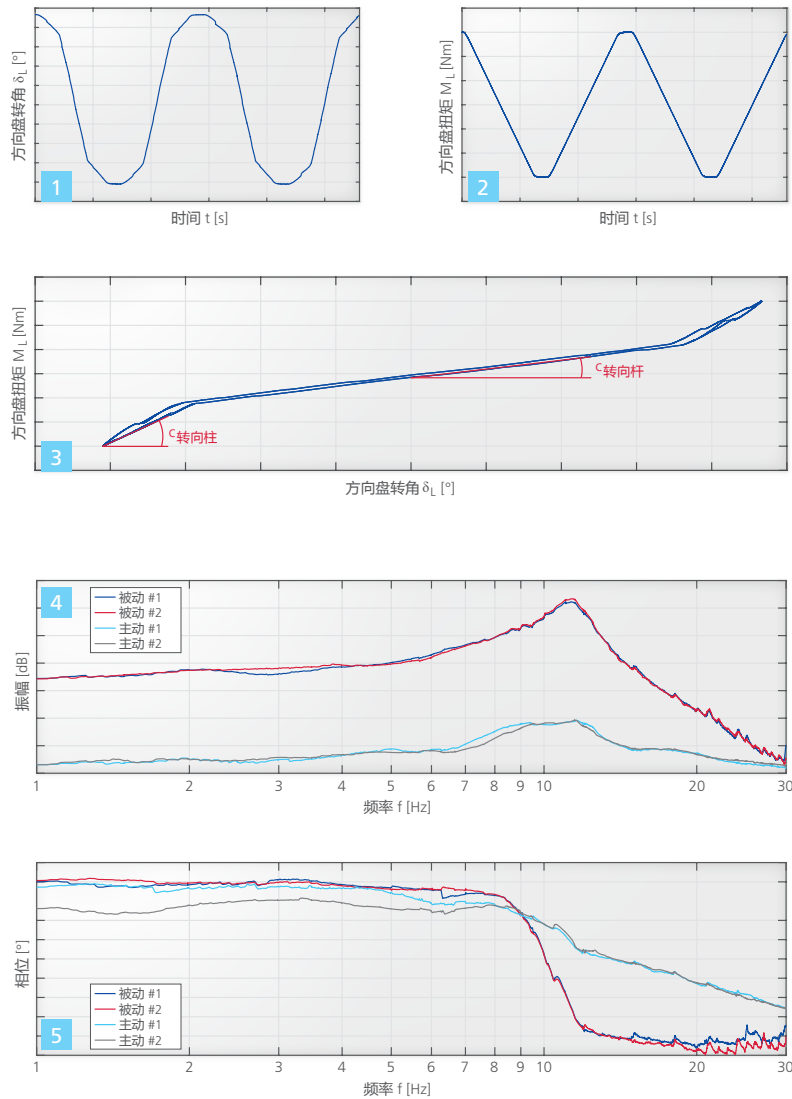 方向盘转角 δL [°]
1
时间 t [s]
方向盘扭矩 ML [Nm]
2
时间 t [s]
方向盘扭矩 ML [Nm]
C转向杆
C转向柱
3
方向盘转角 δL [°]
4
被动 #1
被动 #2
主动 #1
主动 #2
振幅 [dB]
1 2 3 4 5 6 7 8 9 10 20 30
频率 f [Hz]
相位 [°]
被动 #1
被动 #2
主动 #1
主动 #2
5
1 2 3 4 5 6 7 8 9 10 20 30
频率 f [Hz]